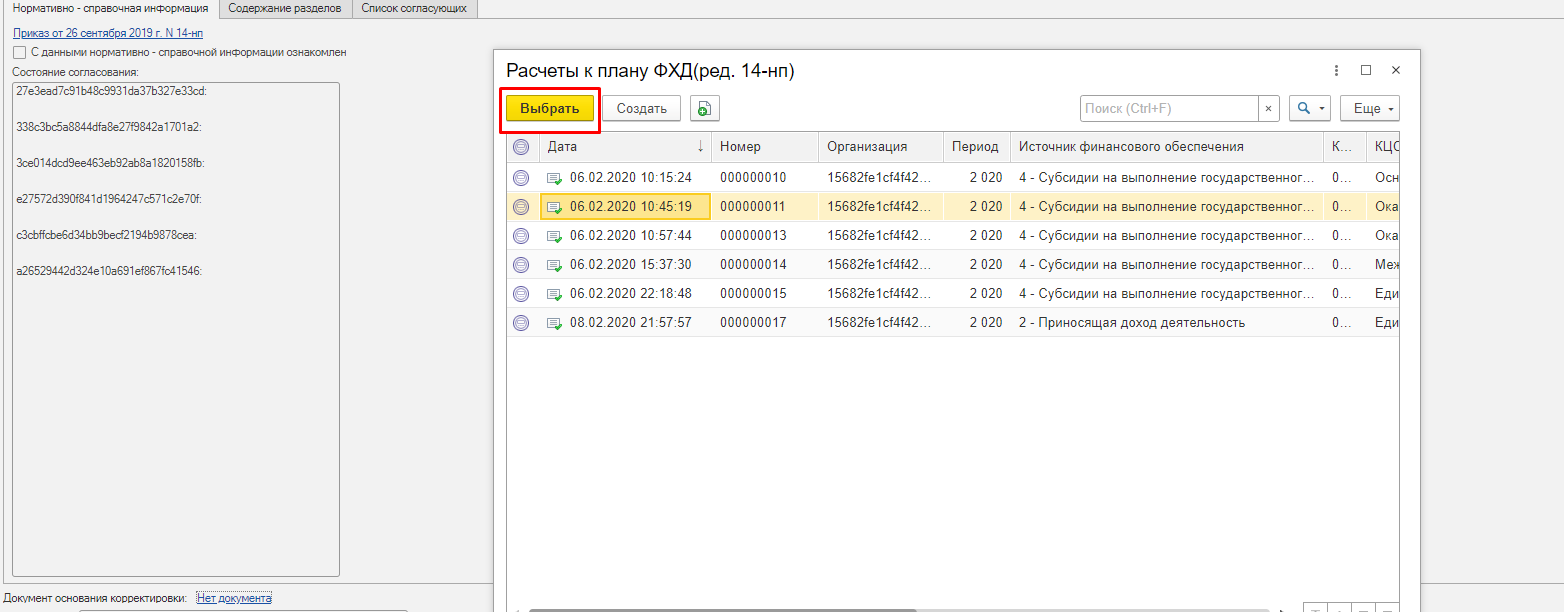 Нормативно - справочная информация Содержание разделов Список согласующих
Приказ от 26 сентября 2019 г. N 14-нп
С данными нормативно - справочной информации ознакомлен
Состояние согласования:
27e3ead7c91b48c9931da37b327e33cd:
338c3bc5a8844dfa8e27f9842a1701a2:
3ce014dcd9ee463eb92ab8a1820158fb:
e27572d390f841d1964247c571c2e70f:
c3cbffcbe6d34bb9becf2194b9878cea:
a26529442d324e10a691ef867fc41546:
Документ основания корректировки: Нет документа
Расчеты к плану ФХД(ред. 14-нп)
Выбрать Создать Поиск (Ctrl+F) × Еще
Дата ↓ Номер Организация Период Источник финансового обеспечения К... КЦС
06.02.2020 10:15:24 000000010 15682fe1cf4f42... 2 020 4 - Субсидии на выполнение государственног... 0... Осн
06.02.2020 10:45:19 000000011 15682fe1cf4f42... 2 020 4 - Субсидии на выполнение государственног... 0... Ока
06.02.2020 10:57:44 000000013 15682fe1cf4f42... 2 020 4 - Субсидии на выполнение государственног... 0... Ока
06.02.2020 15:37:30 000000014 15682fe1cf4f42... 2 020 4 - Субсидии на выполнение государственног... 0... Меж
06.02.2020 22:18:48 000000015 15682fe1cf4f42... 2 020 4 - Субсидии на выполнение государственног... 0... Еди
08.02.2020 21:57:57 000000017 15682fe1cf4f42... 2 020 2 - Приносящая доход деятельность 0... Еди